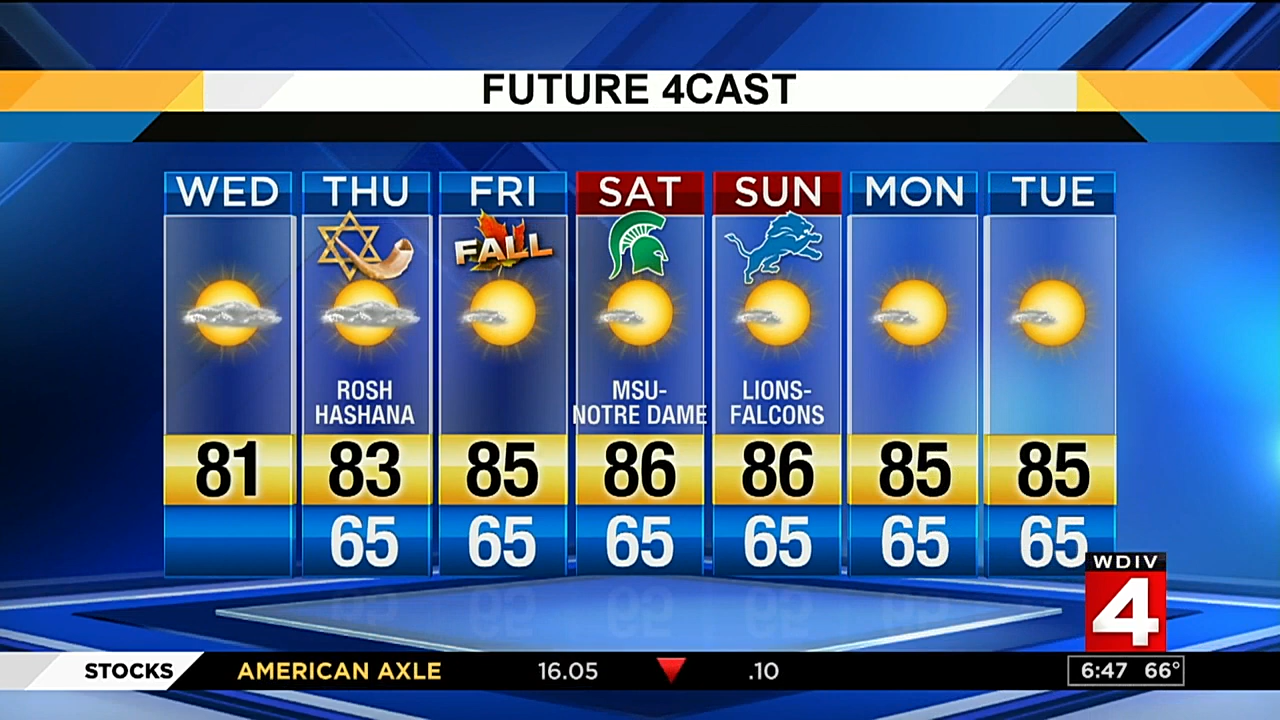 FUTURE 4CAST
WED THU FRI SAT SUN MON TUE
FALL
ROSH HASHANA
MSU-NOTRE DAME
LIONS-FALCONS
81 83 85 86 86 85 85
65 65 65 65 65 65
WDIV
4
STOCKS AMERICAN AXLE 16.05 .10 6:47 66°